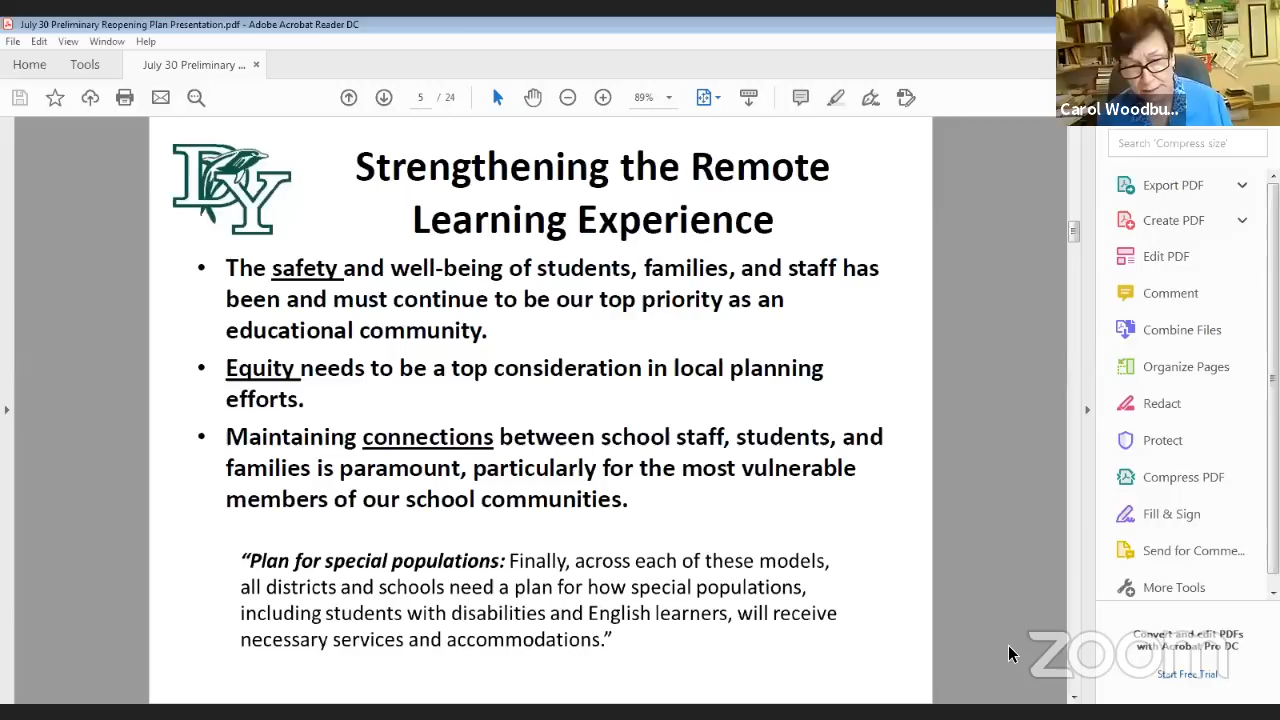 July 30 Preliminary Reopening Plan Presentation.pdf - Adobe Acrobat Reader DC
File Edit View Window Help
Home Tools July 30 Preliminary ... ×
5 / 24 89%
Carol Woodbu...
Search 'Compress size'
DY
Strengthening the Remote
Learning Experience
• The safety and well-being of students, families, and staff has
been and must continue to be our top priority as an
educational community.
• Equity needs to be a top consideration in local planning
efforts.
• Maintaining connections between school staff, students, and
families is paramount, particularly for the most vulnerable
members of our school communities.
“Plan for special populations: Finally, across each of these models,
all districts and schools need a plan for how special populations,
including students with disabilities and English learners, will receive
necessary services and accommodations.”
Export PDF
Create PDF
Edit PDF
Comment
Combine Files
Organize Pages
Redact
Protect
Compress PDF
Fill & Sign
Send for Comme...
More Tools
Convert and edit PDFs
with Acrobat Pro DC
Start Free Trial
zoom